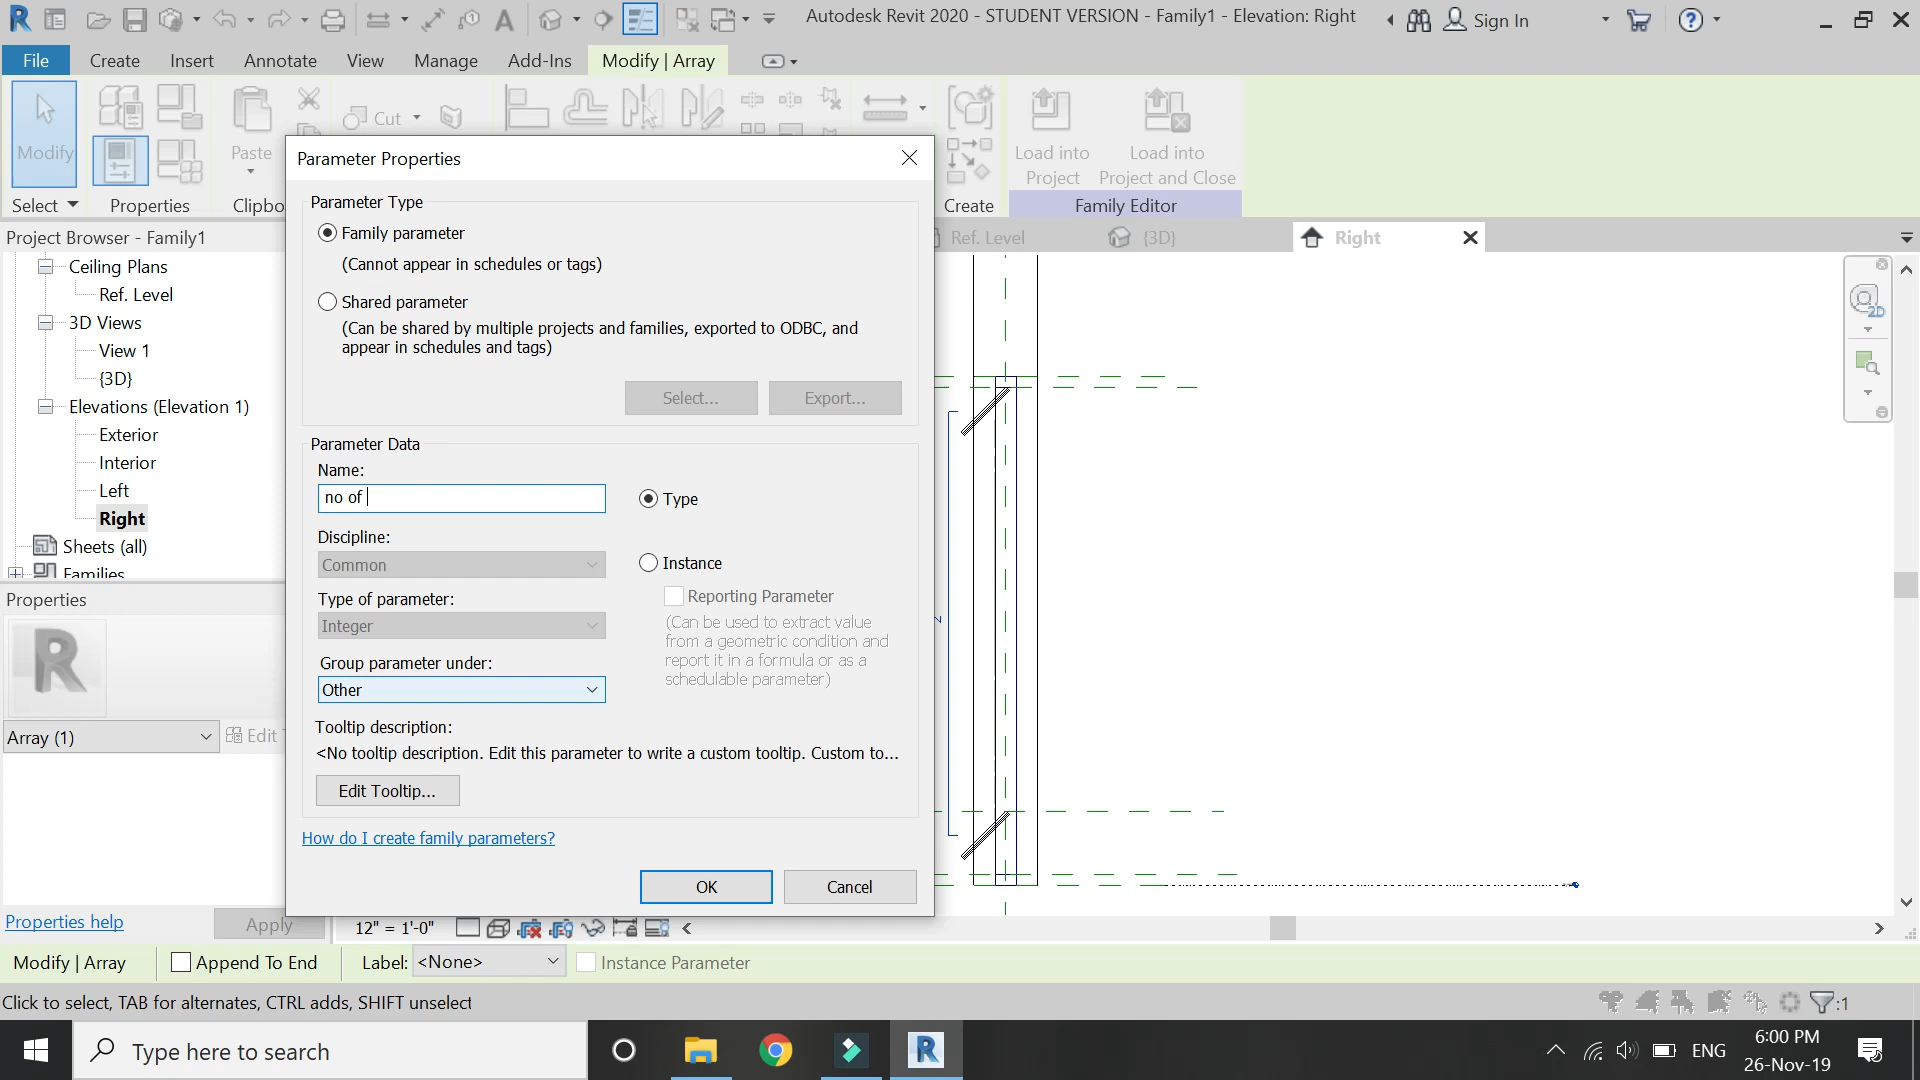 Autodesk Revit 2020 - STUDENT VERSION - Family1 - Elevation: Right
Sign In
File Create Insert Annotate View Manage Add-Ins Modify | Array
Modify
Paste
Cut
Load into Project
Load into Project and Close
Select Properties Clipbo Create Family Editor
Project Browser - Family1
Ceiling Plans
Ref. Level
3D Views
View 1
{3D}
Elevations (Elevation 1)
Exterior
Interior
Left
Right
Sheets (all)
Families
Properties
Array (1)
Edit
Properties help
Apply
Ref. Level
{3D}
Right
2D
Parameter Properties
Parameter Type
Family parameter
(Cannot appear in schedules or tags)
Shared parameter
(Can be shared by multiple projects and families, exported to ODBC, and
appear in schedules and tags)
Select...
Export...
Parameter Data
Name:
no of
Type
Discipline:
Common
Instance
Type of parameter:
Reporting Parameter
Integer
(Can be used to extract value
from a geometric condition and
report it in a formula or as a
schedulable parameter)
Group parameter under:
Other
Tooltip description:
<No tooltip description. Edit this parameter to write a custom tooltip. Custom to...
Edit Tooltip...
How do I create family parameters?
OK
Cancel
12" = 1'-0"
Modify | Array
Append To End
Label:
<None>
Instance Parameter
Click to select, TAB for alternates, CTRL adds, SHIFT unselect
:1
Type here to search
ENG
6:00 PM
26-Nov-19